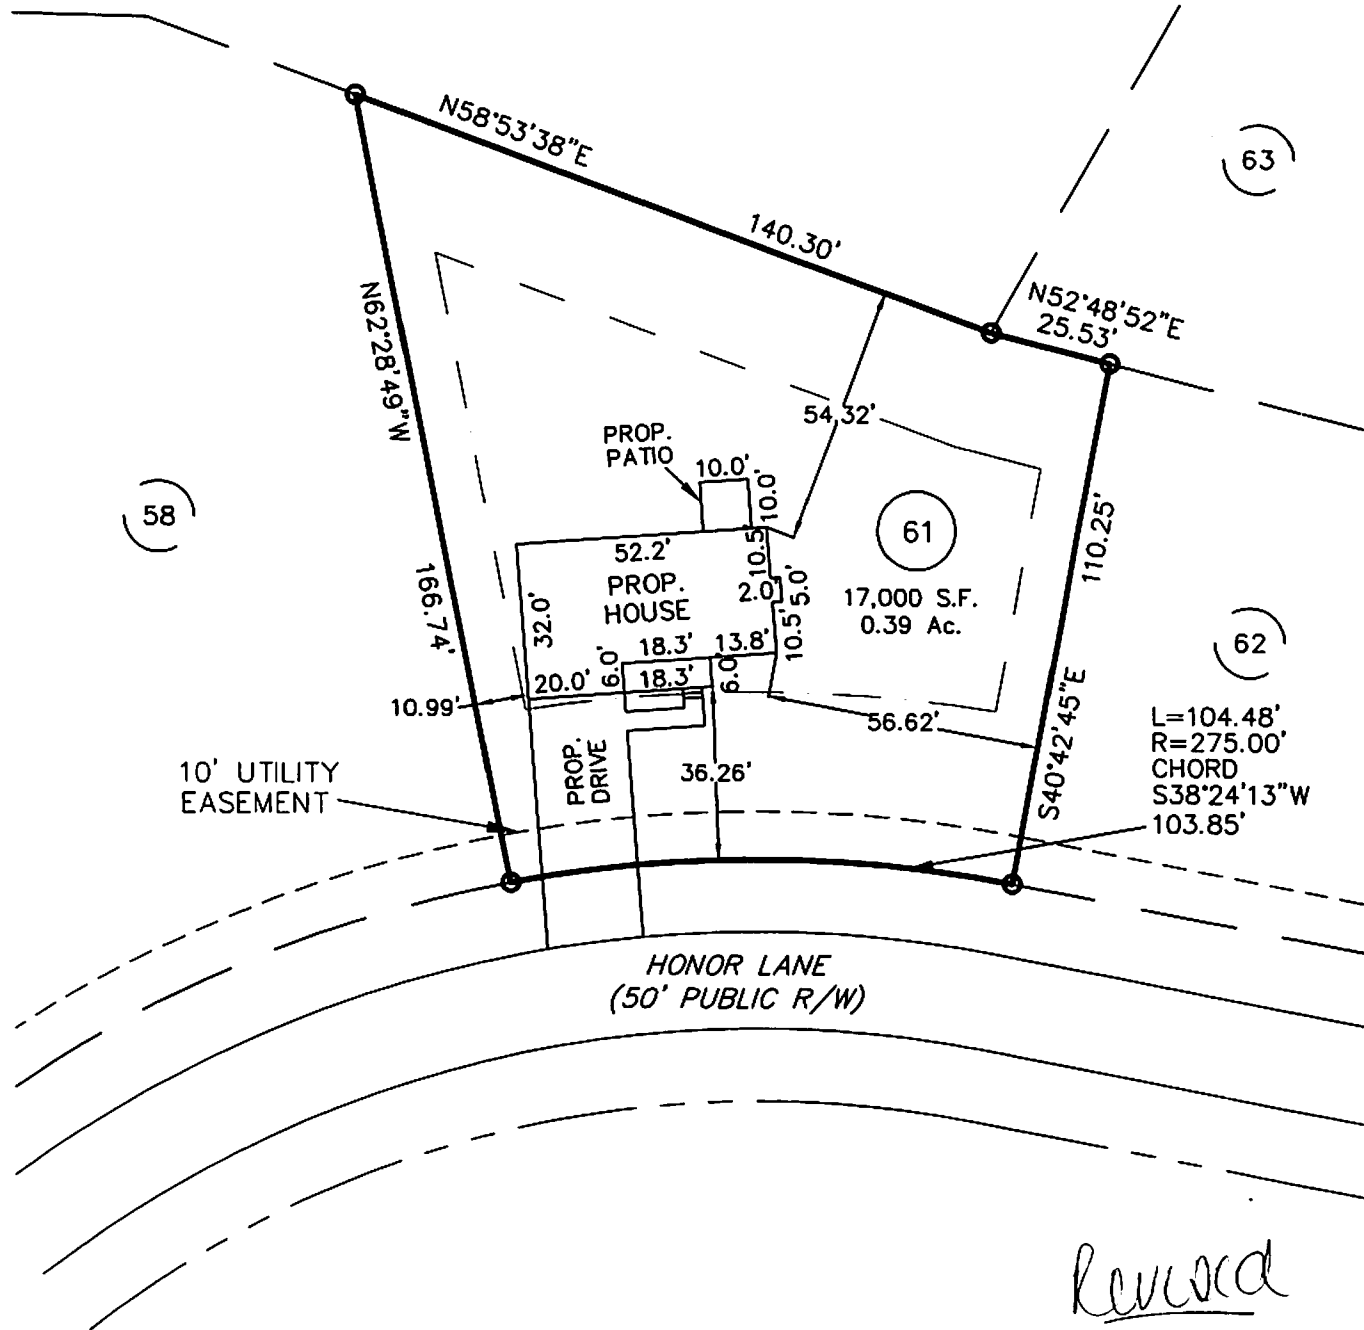 N58°53'38"E
140.30'
63
N52°48'52"E
25.53'
N62°28'49"W
166.74'
54.32'
PROP.
PATIO
10.0'
10.0'
58
61
17,000 S.F.
0.39 Ac.
110.25'
S40°42'45"E
62
52.2'
PROP.
HOUSE
32.0'
10.5'
2.0'
5.0'
10.5'
18.3'
13.8'
6.0'
18.3'
6.0'
20.0'
10.99'
56.62'
36.26'
PROP.
DRIVE
10' UTILITY
EASEMENT
L=104.48'
R=275.00'
CHORD
S38°24'13"W
103.85'
HONOR LANE
(50' PUBLIC R/W)
Revised